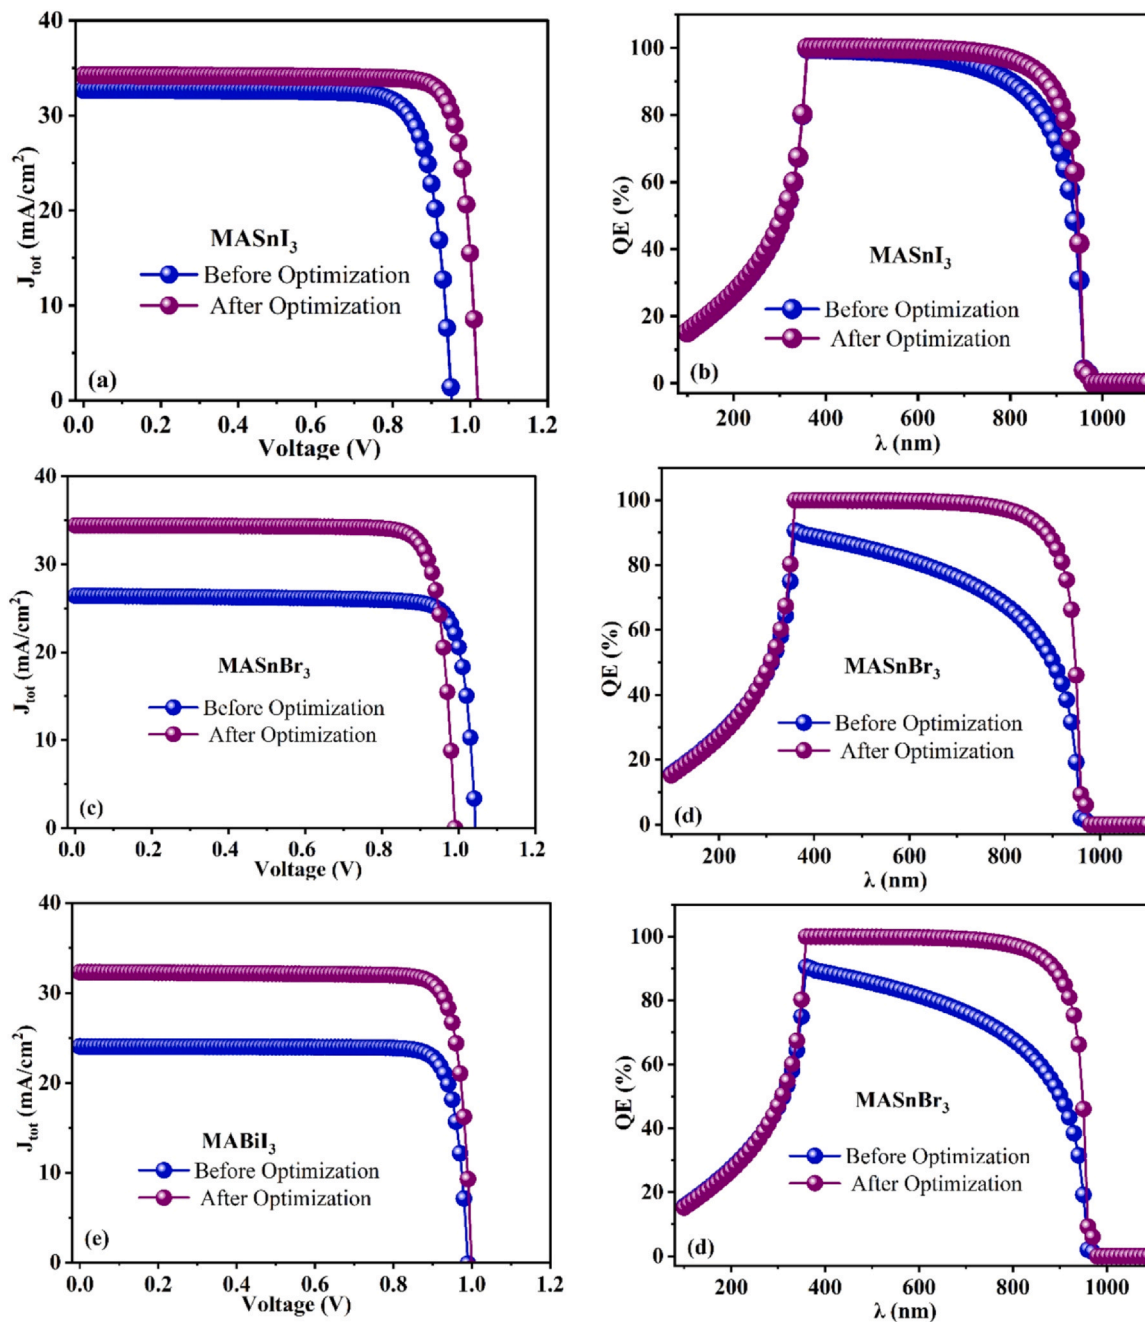 40
30
20
10
0
J_tot (mA/cm²)
MASnI₃
Before Optimization
After Optimization
(a)
0.0 0.2 0.4 0.6 0.8 1.0 1.2
Voltage (V)
100
80
60
40
20
0
QE (%)
MASnI₃
Before Optimization
After Optimization
(b)
200 400 600 800 1000
λ (nm)
40
30
20
10
0
J_tot (mA/cm²)
MASnBr₃
Before Optimization
After Optimization
(c)
0.0 0.2 0.4 0.6 0.8 1.0 1.2
Voltage (V)
100
80
60
40
20
0
QE (%)
MASnBr₃
Before Optimization
After Optimization
(d)
200 400 600 800 1000
λ (nm)
40
30
20
10
0
J_tot (mA/cm²)
MABiI₃
Before Optimization
After Optimization
(e)
0.0 0.2 0.4 0.6 0.8 1.0 1.2
Voltage (V)
100
80
60
40
20
0
QE (%)
MASnBr₃
Before Optimization
After Optimization
(d)
200 400 600 800 1000
λ (nm)